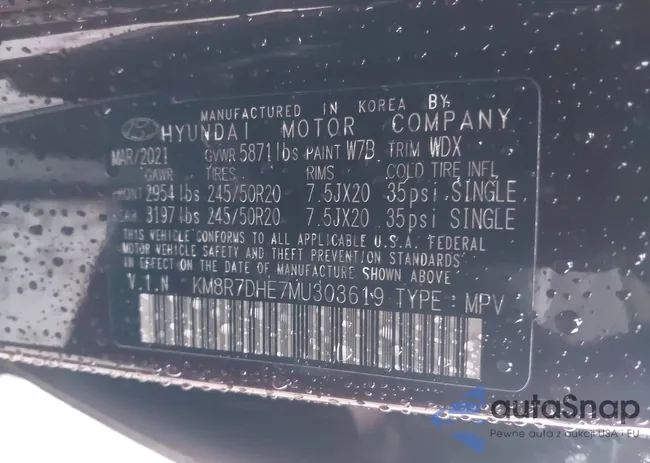 MANUFACTURED IN KOREA BY:
HYUNDAI MOTOR COMPANY
MAR/2021 GVWR 5871lbs PAINT W7B TRIM WDX
GAWR TIRES RIMS COLD TIRE INFL
FRONT 2954lbs 245/50R20 7.5JX20 35psi SINGLE
REAR 3197lbs 245/50R20 7.5JX20 35psi SINGLE
THIS VEHICLE CONFORMS TO ALL APPLICABLE U.S.A. FEDERAL
MOTOR VEHICLE SAFETY AND THEFT PREVENTION STANDARDS
IN EFFECT ON THE DATE OF MANUFACTURE SHOWN ABOVE
V.I.N KM8R7DHE7MU303619 TYPE : MPV
autaSnap
Pewne auta z aukcji USA i EU